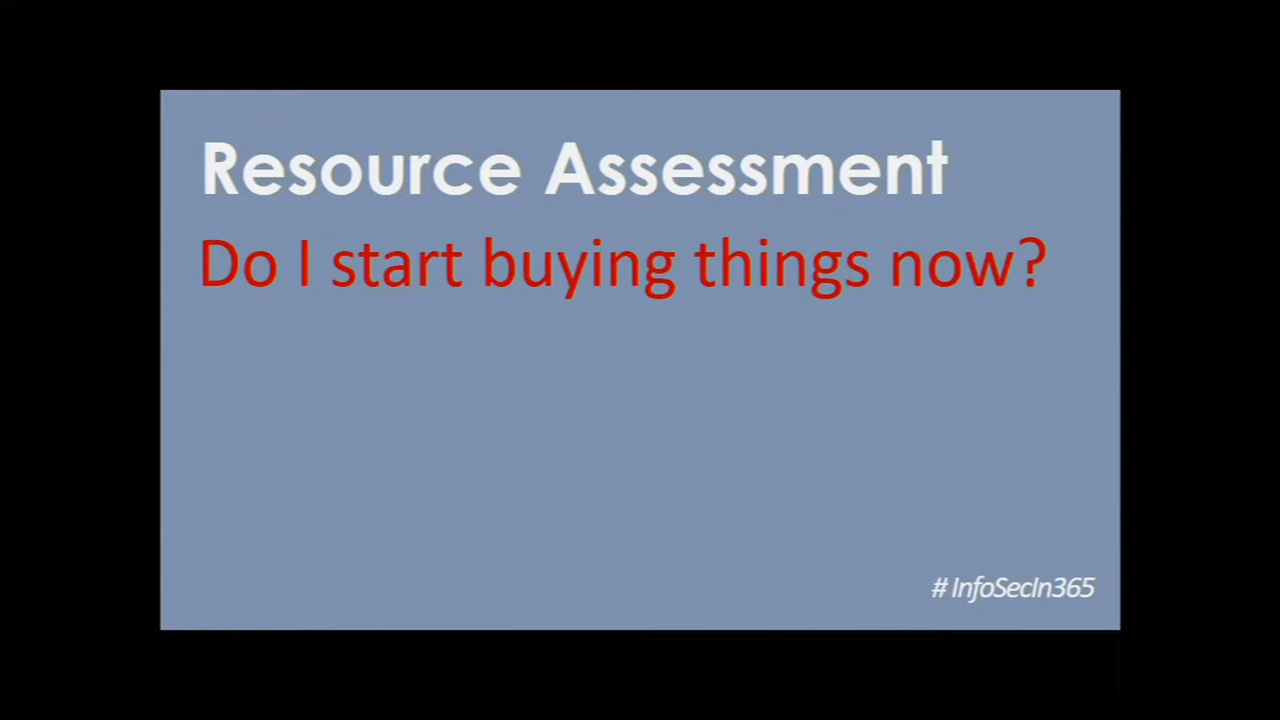 Resource Assessment
Do I start buying things now?
# InfoSecIn365